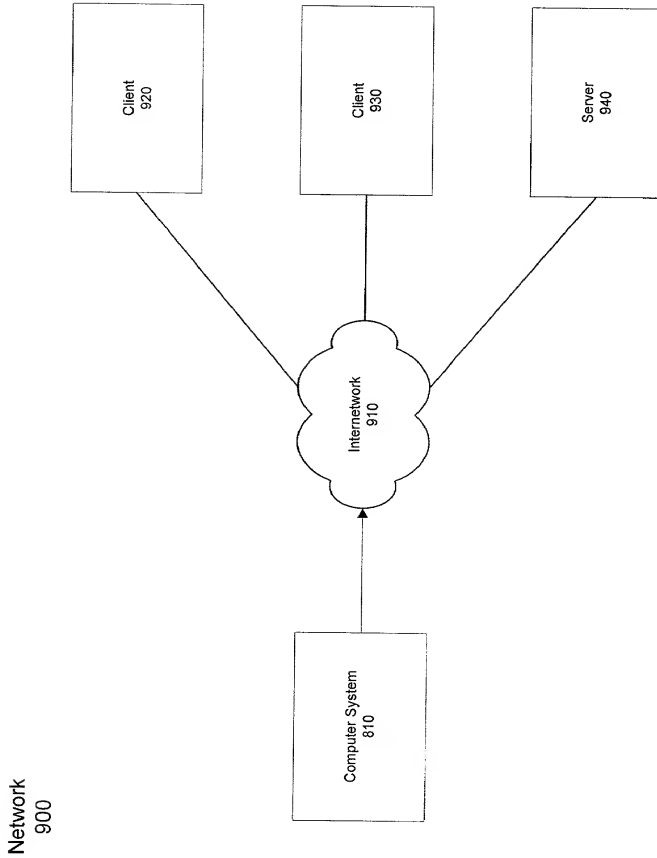 Network
900
Client
920
Client
930
Server
940
Internetwork
910
Computer System
810